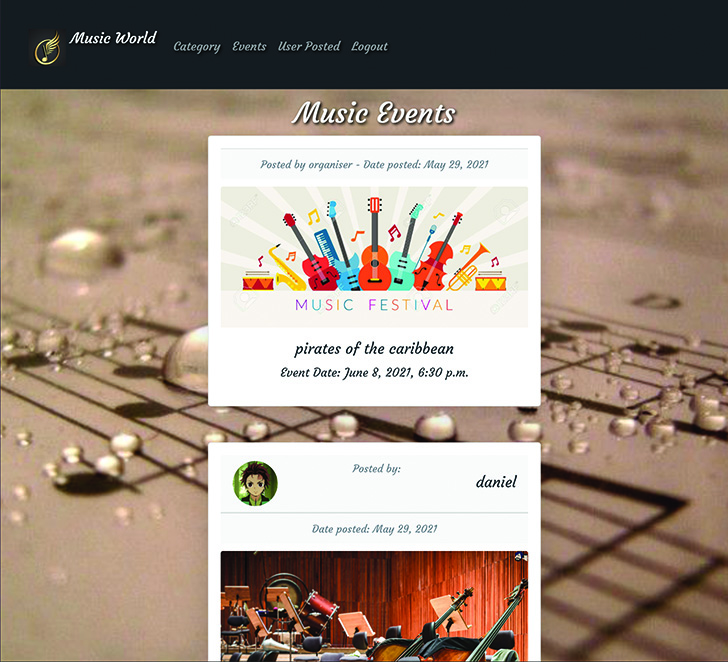 Music World
Category Events User Posted Logout
Music Events
Posted by organiser - Date posted: May 29, 2021
MUSIC FESTIVAL
pirates of the caribbean
Event Date: June 8, 2021, 6:30 p.m.
Posted by:
daniel
Date posted: May 29, 2021